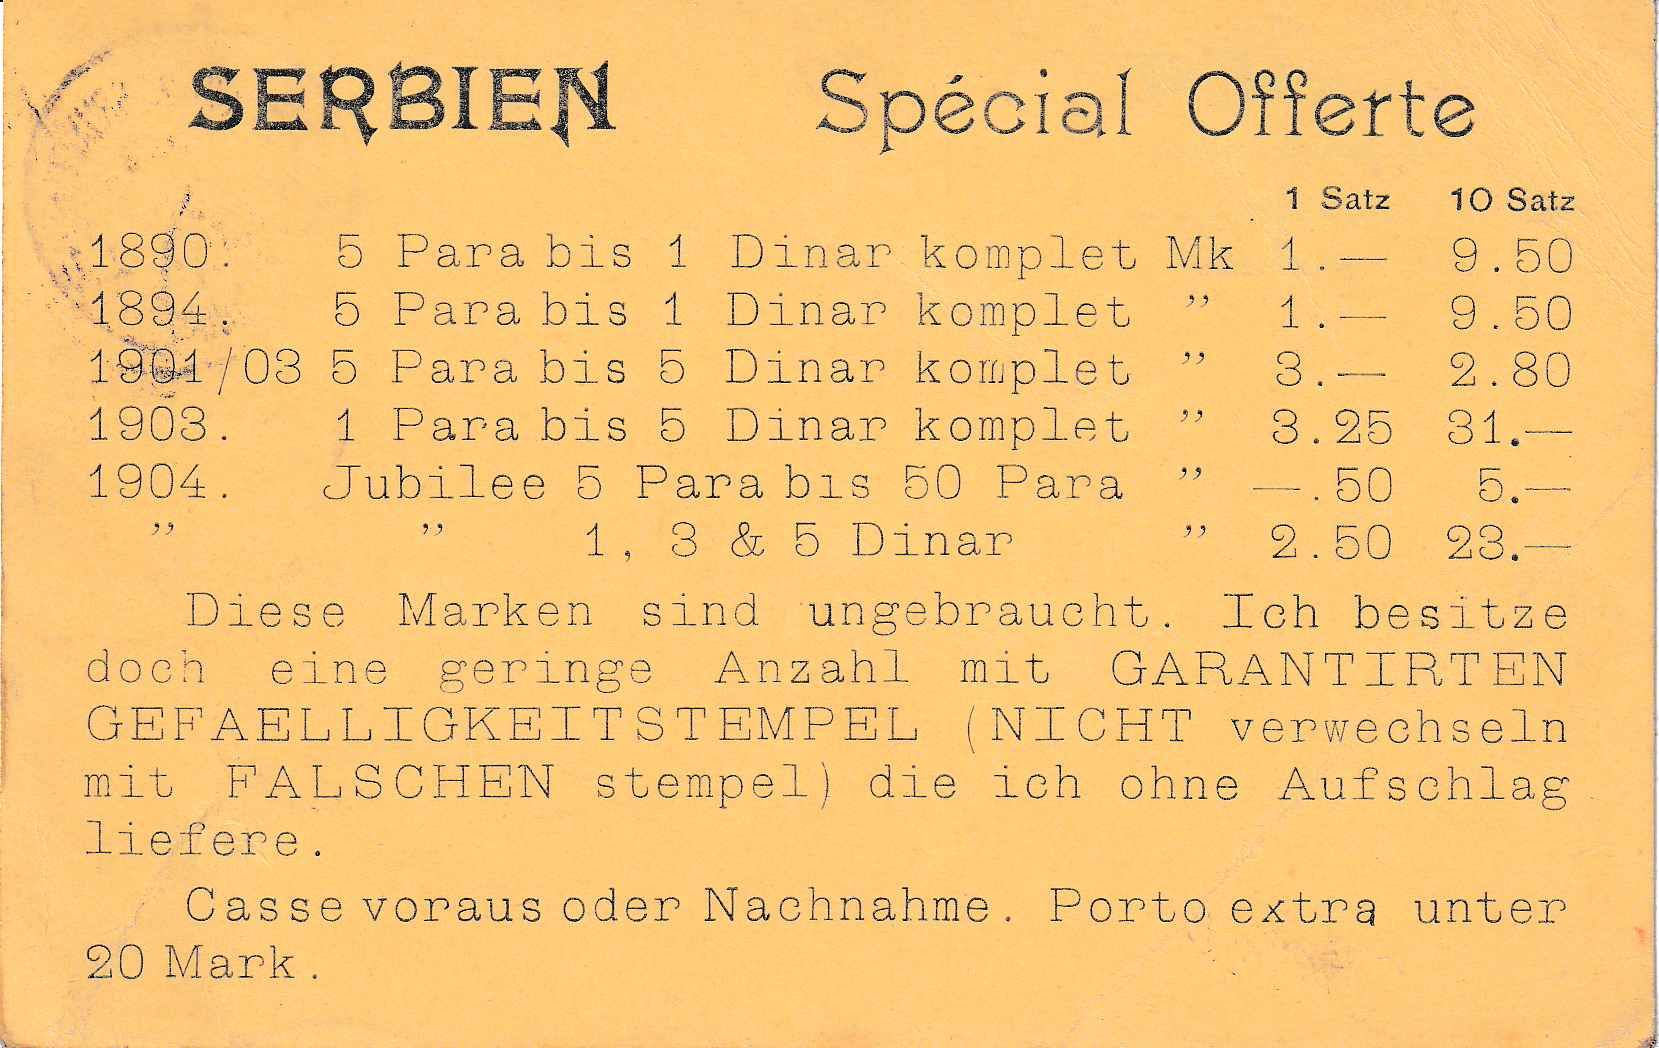 SERBIEN Spécial Offerte
1 Satz 10 Satz
1890. 5 Para bis 1 Dinar komplet Mk 1.— 9.50
1894. 5 Para bis 1 Dinar komplet ” 1.— 9.50
1901/03 5 Para bis 5 Dinar komplet ” 3.— 2.80
1903. 1 Para bis 5 Dinar komplet ” 3.25 31.—
1904. Jubilee 5 Para bis 50 Para ” —.50 5.—
” ” 1, 3 & 5 Dinar ” 2.50 23.—
Diese Marken sind ungebraucht. Ich besitze
doch eine geringe Anzahl mit GARANTIRTEN
GEFAELLIGKEITSTEMPEL (NICHT verwechseln
mit FALSCHEN stempel) die ich ohne Aufschlag
liefere.
Casse voraus oder Nachnahme. Porto extra unter
20 Mark.